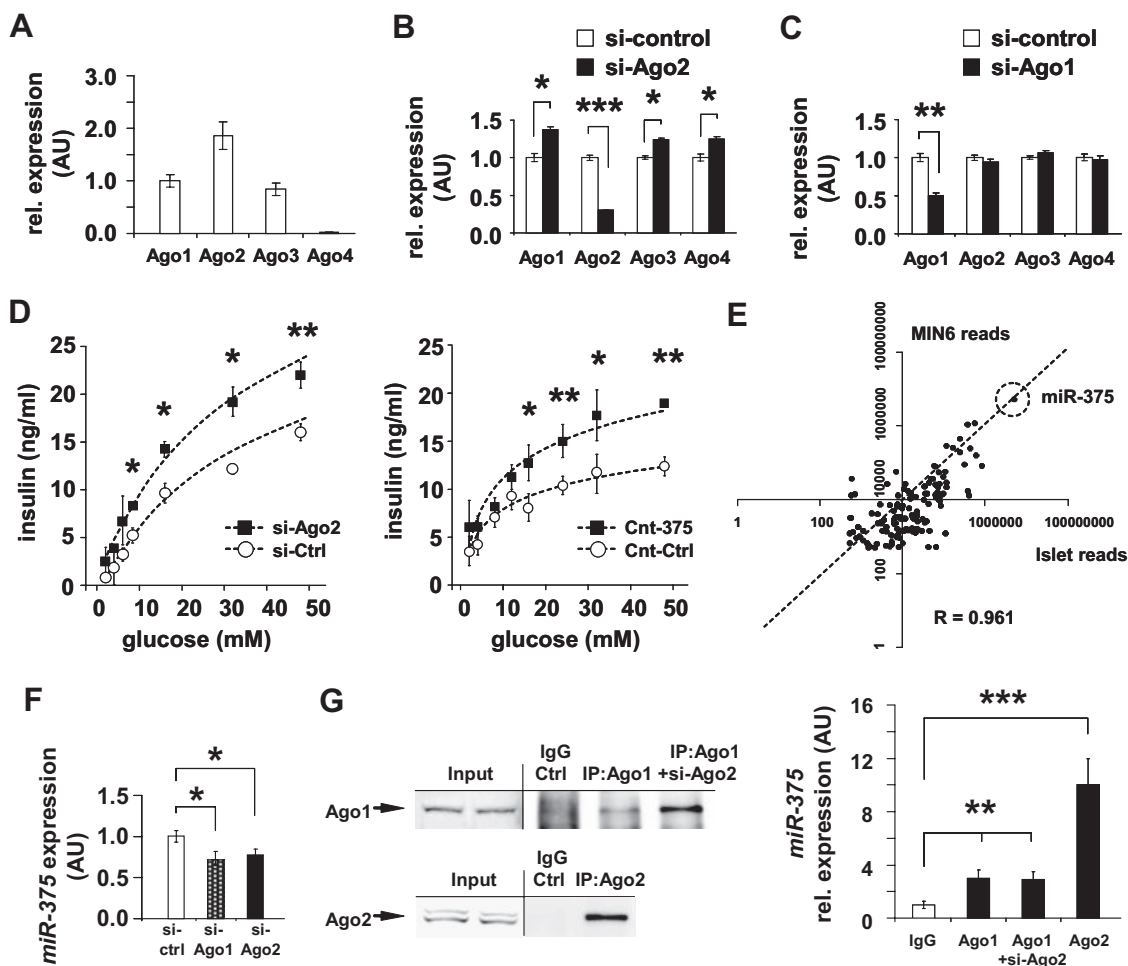 A
rel. expression
(AU)
3.0
2.0
1.0
0.0
Ago1 Ago2 Ago3 Ago4
B
si-control
si-Ago2
rel. expression
(AU)
1.5
1.0
0.5
0.0
* *** * *
Ago1 Ago2 Ago3 Ago4
C
si-control
si-Ago1
rel. expression
(AU)
1.5
1.0
0.5
0.0
**
Ago1 Ago2 Ago3 Ago4
D
insulin (ng/ml)
25
20
15
10
5
0
* * * **
si-Ago2
si-Ctrl
0 10 20 30 40 50
glucose (mM)
insulin (ng/ml)
25
20
15
10
5
0
* ** * **
Cnt-375
Cnt-Ctrl
0 10 20 30 40 50
glucose (mM)
E
MIN6 reads
100000000
1000000
10000
100
1
miR-375
1 100 1000000 100000000
Islet reads
R = 0.961
F
miR-375 expression
(AU)
1.5
1.0
0.5
0.0
*
*
si-ctrl
si-Ago1
si-Ago2
G
Input
IgG
Ctrl
IP:Ago1
IP:Ago1
+si-Ago2
Ago1
Input
IgG
Ctrl
IP:Ago2
Ago2
miR-375
rel. expression (AU)
16
12
8
4
0
***
**
IgG Ago1 Ago1 Ago2
+si-Ago2